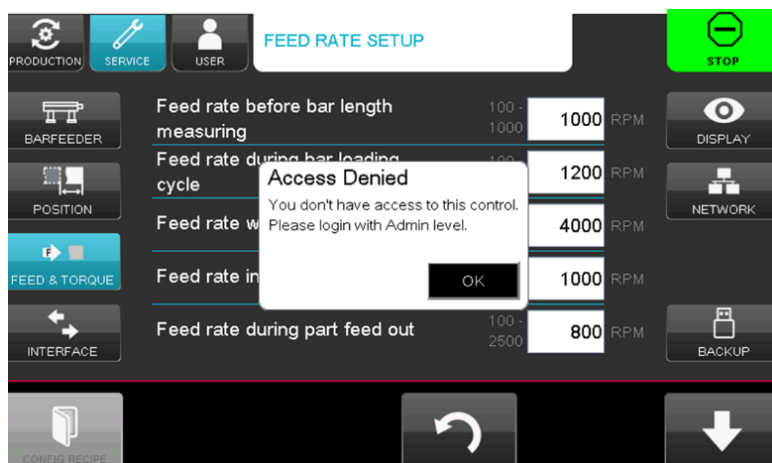 PRODUCTION
SERVICE
USER
FEED RATE SETUP
STOP
BARFEEDER
POSITION
FEED & TORQUE
INTERFACE
Feed rate before bar length
measuring
100 -
1000
1000 RPM
Feed rate during bar loading
cycle
1200 RPM
Feed rate w
4000 RPM
Feed rate in
1000 RPM
Feed rate during part feed out
100 -
2500
800 RPM
Access Denied
You don't have access to this control.
Please login with Admin level.
OK
DISPLAY
NETWORK
BACKUP
CONFIG RECIPE